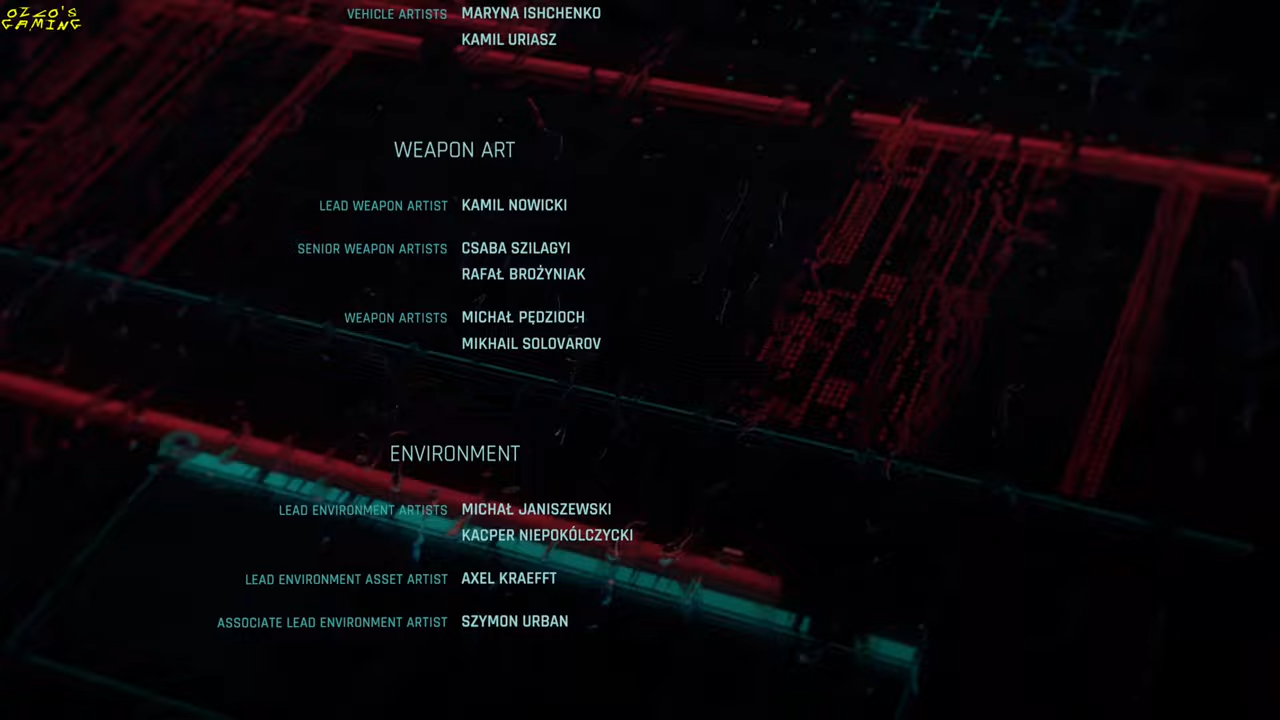 OIZO'S
GAMING
VEHICLE ARTISTS MARYNA ISHCHENKO
KAMIL URIASZ
WEAPON ART
LEAD WEAPON ARTIST KAMIL NOWICKI
SENIOR WEAPON ARTISTS CSABA SZILAGYI
RAFAŁ BROŻYNIAK
WEAPON ARTISTS MICHAŁ PĘDZIOCH
MIKHAIL SOLOVAROV
ENVIRONMENT
LEAD ENVIRONMENT ARTISTS MICHAŁ JANISZEWSKI
KACPER NIEPOKÓLCZYCKI
LEAD ENVIRONMENT ASSET ARTIST AXEL KRAEFFT
ASSOCIATE LEAD ENVIRONMENT ARTIST SZYMON URBAN